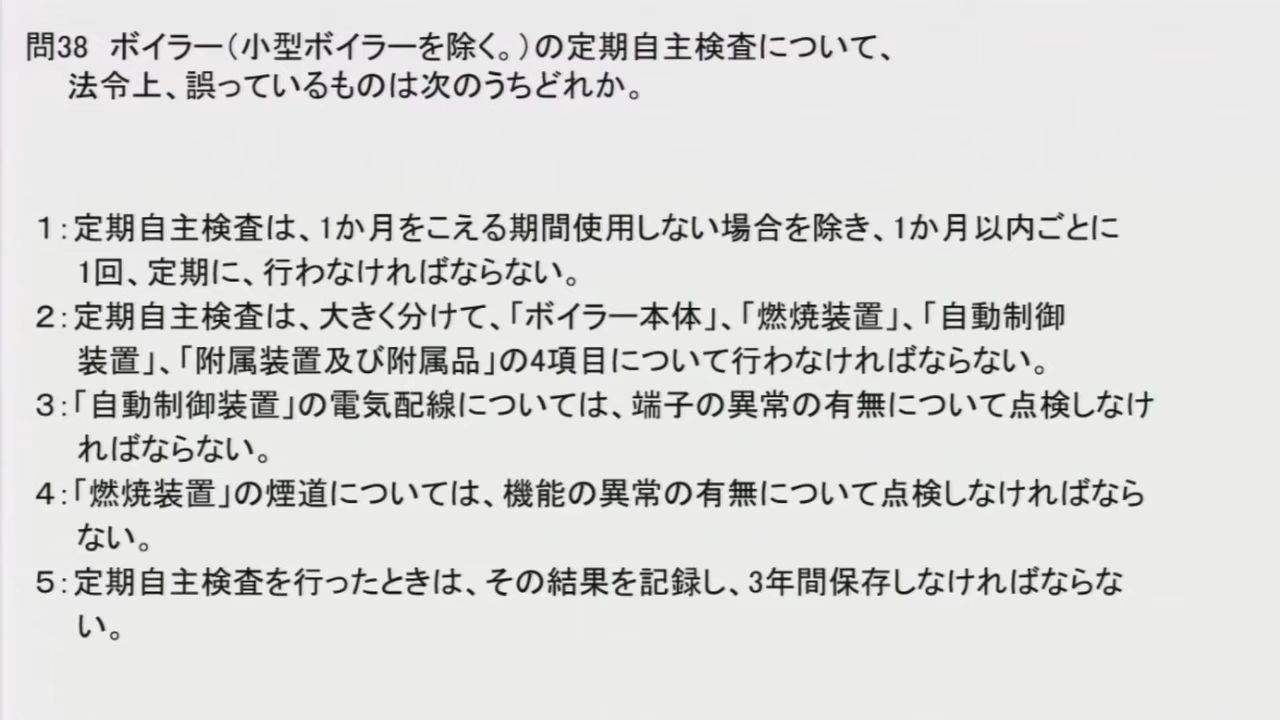 問38 ボイラー(小型ボイラーを除く。)の定期自主検査について、
法令上、誤っているものは次のうちどれか。
1:定期自主検査は、1か月をこえる期間使用しない場合を除き、1か月以内ごとに
1回、定期に、行わなければならない。
2:定期自主検査は、大きく分けて、「ボイラー本体」、「燃焼装置」、「自動制御
装置」、「附属装置及び附属品」の4項目について行わなければならない。
3:「自動制御装置」の電気配線については、端子の異常の有無について点検しなけ
ればならない。
4:「燃焼装置」の煙道については、機能の異常の有無について点検しなければなら
ない。
5:定期自主検査を行ったときは、その結果を記録し、3年間保存しなければならな
い。